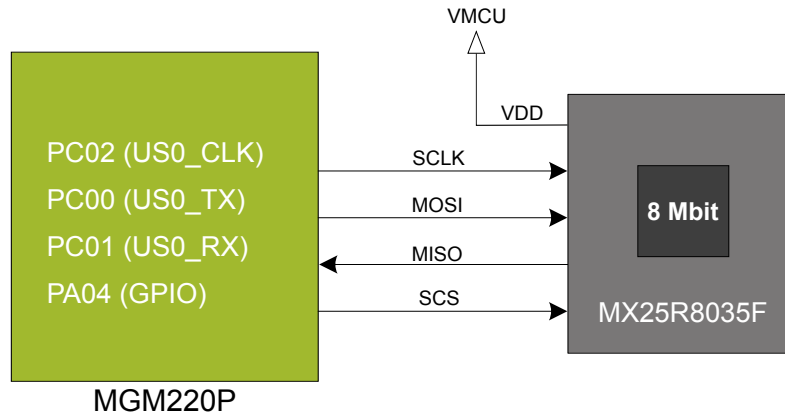 VMCU
VDD
PC02 (US0_CLK)
SCLK
PC00 (US0_TX)
MOSI
8 Mbit
PC01 (US0_RX)
MISO
PA04 (GPIO)
SCS
MX25R8035F
MGM220P